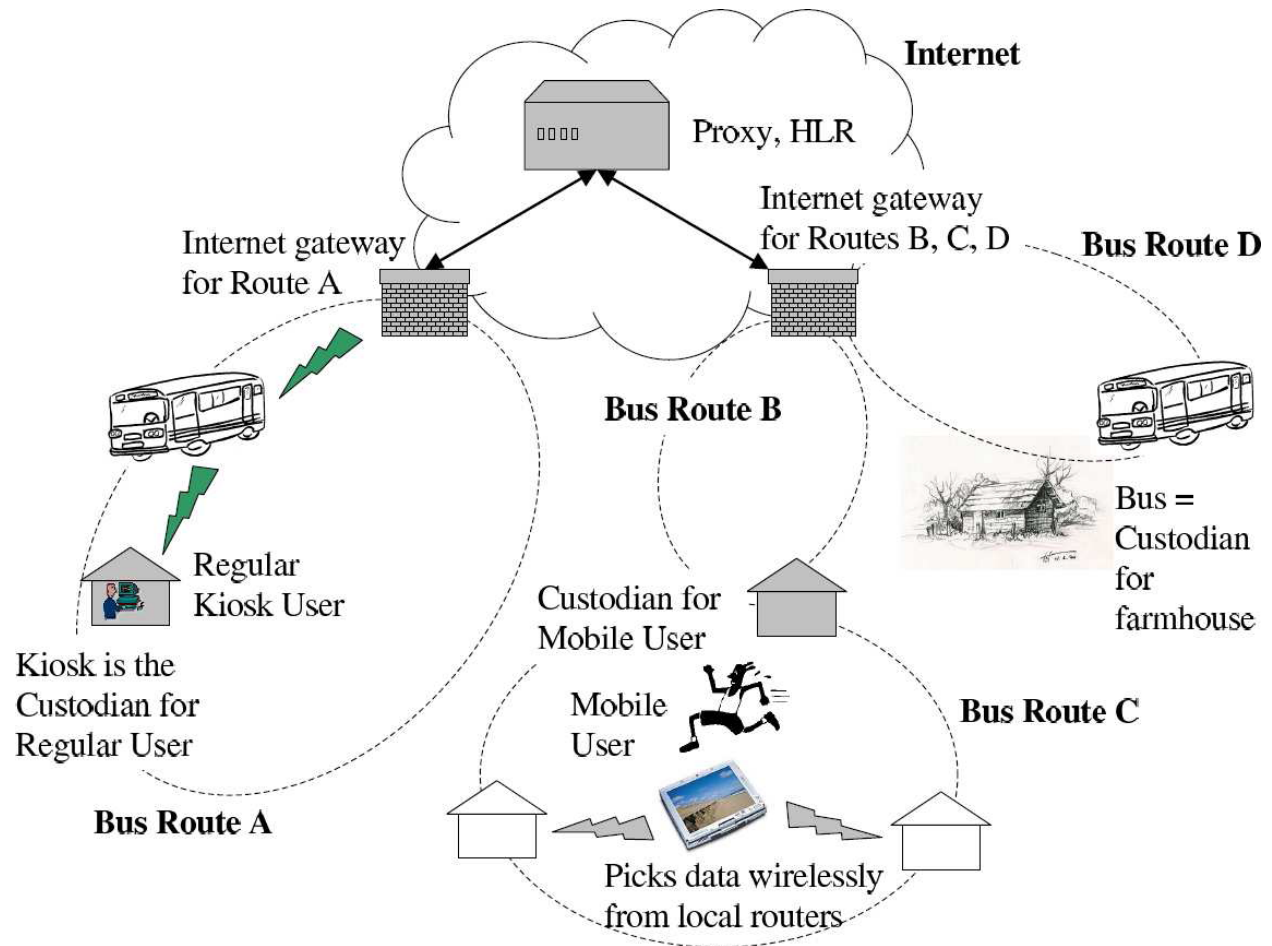 Internet
Proxy, HLR
Internet gateway
for Route A
Internet gateway
for Routes B, C, D
Bus Route D
Bus Route B
Regular
Kiosk User
Kiosk is the
Custodian for
Regular User
Bus Route A
Custodian for
Mobile User
Mobile
User
Bus Route C
Bus =
Custodian
for
farmhouse
Picks data wirelessly
from local routers